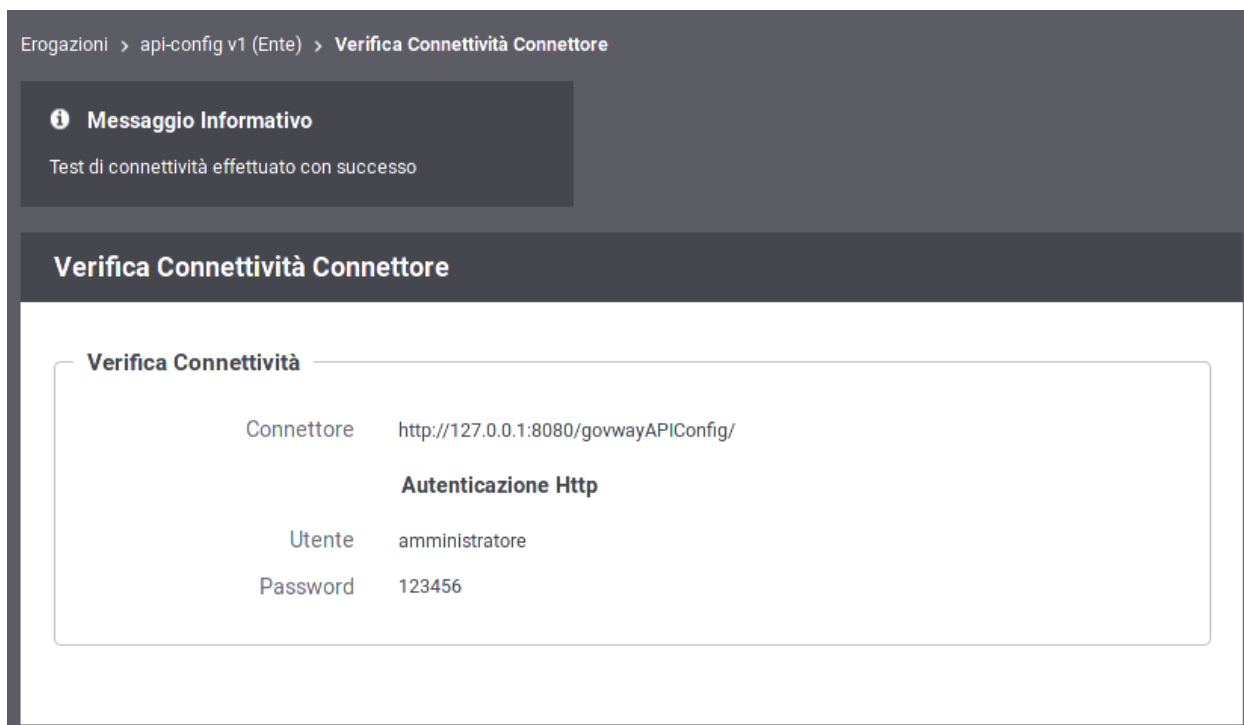 Erogazioni > api-config v1 (Ente) > Verifica Connettività Connettore
Messaggio Informativo
Test di connettività effettuato con successo
Verifica Connettività Connettore
Verifica Connettività
Connettore http://127.0.0.1:8080/govwayAPIConfig/
Autenticazione Http
Utente amministratore
Password 123456